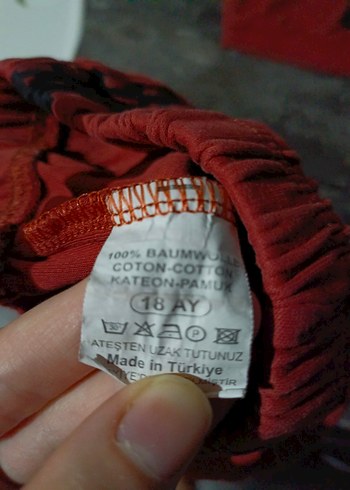 100% BAUMWOLLE
COTON-COTTON
KATEON-PAMUK
18 AY
P
ATEŞTEN UZAK TUTUNUZ
Made in Türkiye